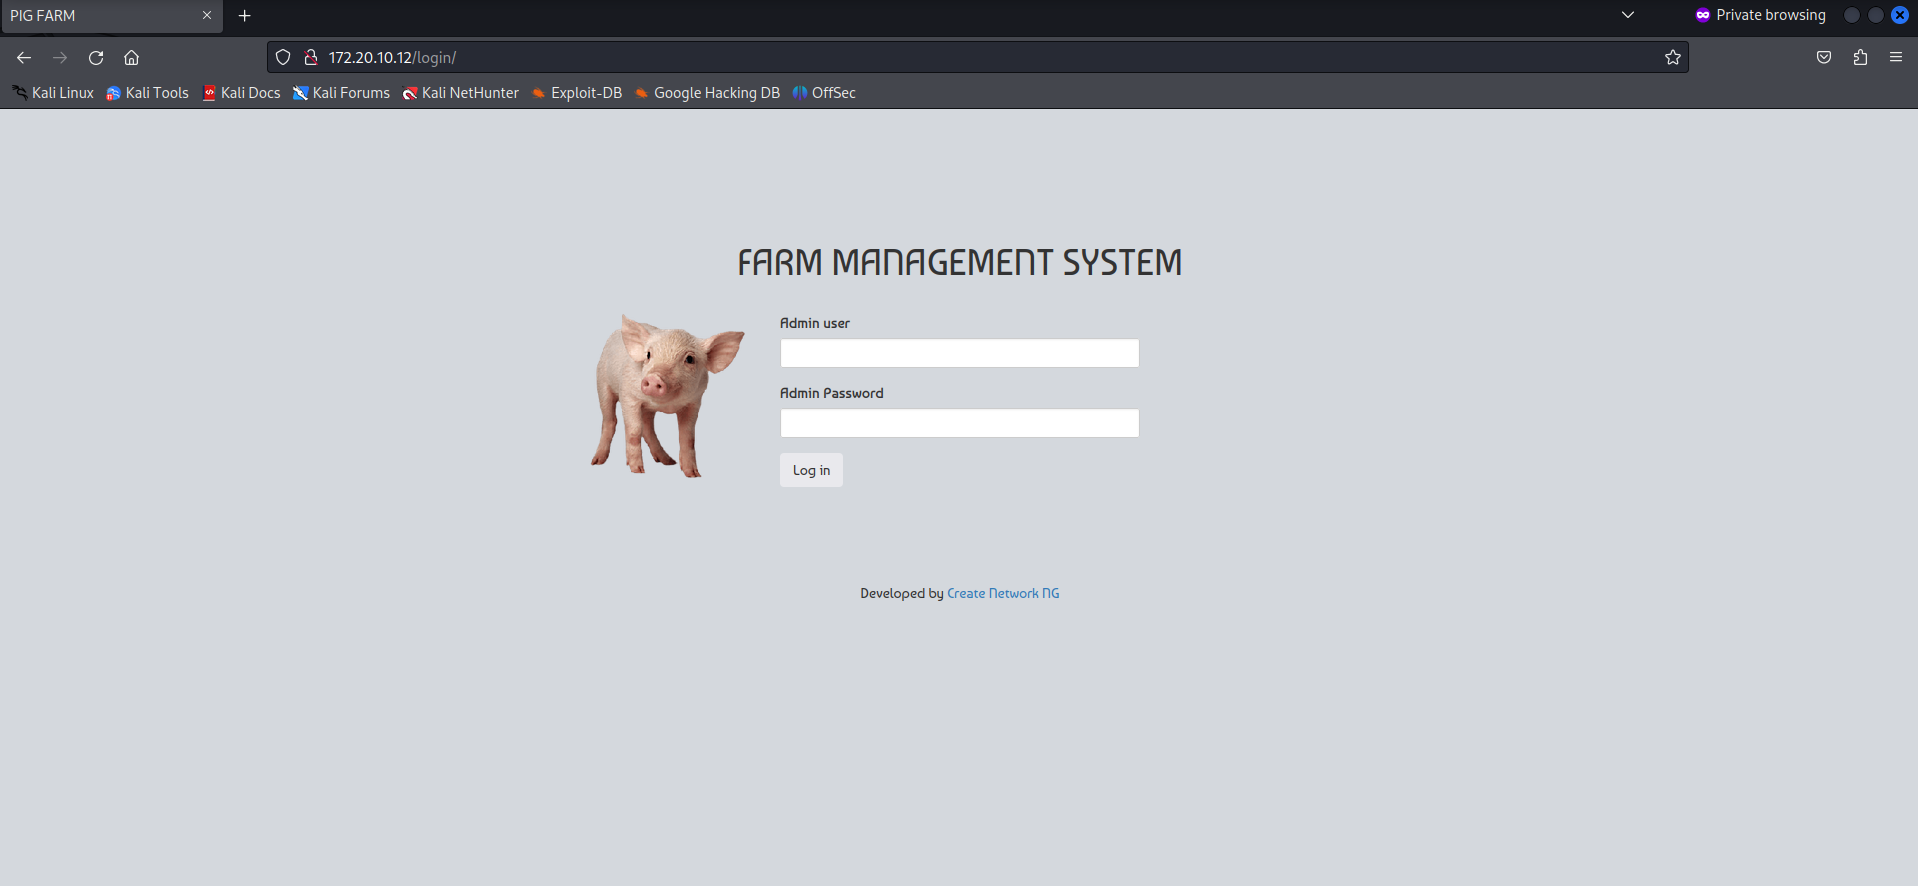 PIG FARM
Private browsing
172.20.10.12/login/
Kali Linux Kali Tools Kali Docs Kali Forums Kali NetHunter Exploit-DB Google Hacking DB OffSec
FARM MANAGEMENT SYSTEM
Admin user
Admin Password
Log in
Developed by Create Network NG